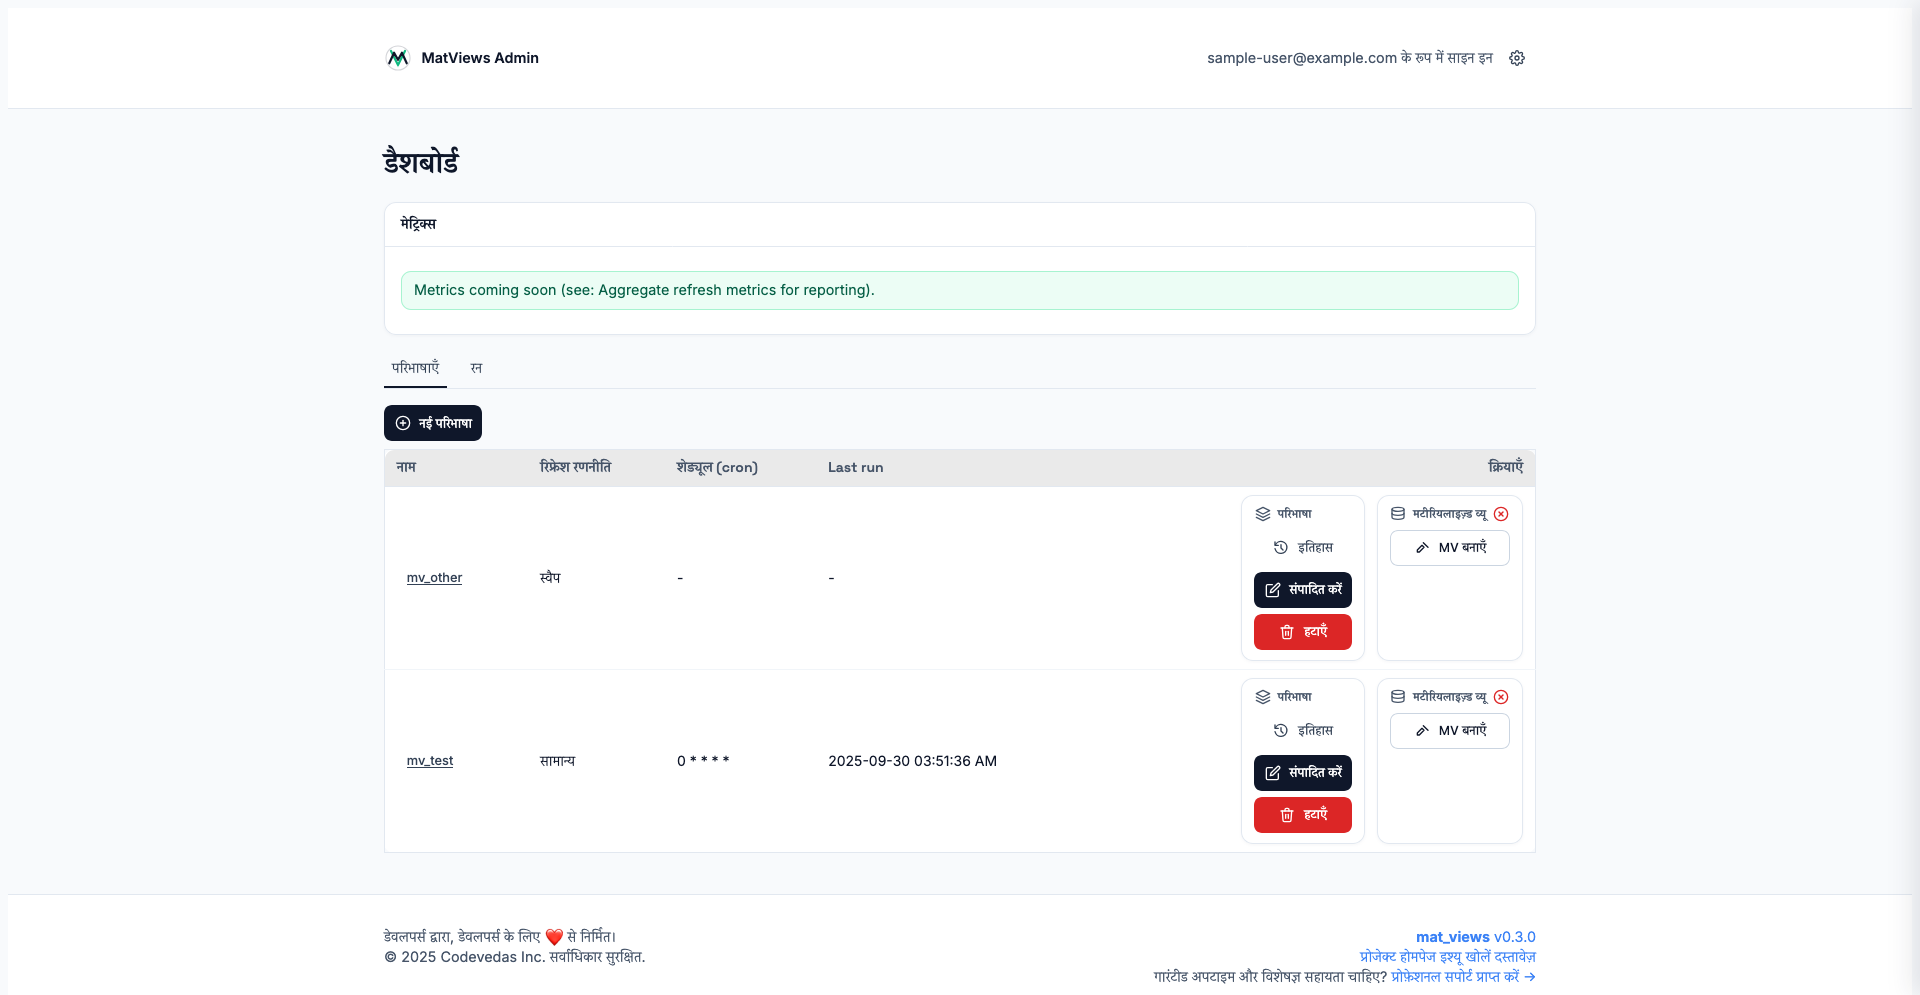 MatViews Admin
sample-user@example.com के रूप में साइन इन
डैशबोर्ड
मेट्रिक्स
Metrics coming soon (see: Aggregate refresh metrics for reporting).
परिभाषाएँ रन
नई परिभाषा
नाम रिफ्रेश रणनीति शेड्यूल (cron) Last run क्रियाएँ
परिभाषा मटीरियलाइज़्ड व्यू
इतिहास MV बनाएँ
mv_other स्वैप - -
संपादित करें
हटाएँ
परिभाषा मटीरियलाइज़्ड व्यू
इतिहास MV बनाएँ
mv_test सामान्य 0 * * * * 2025-09-30 03:51:36 AM
संपादित करें
हटाएँ
डेवलपर्स द्वारा, डेवलपर्स के लिए ❤️ से निर्मित।
© 2025 Codevedas Inc. सर्वाधिकार सुरक्षित.
mat_views v0.3.0
प्रोजेक्ट होमपेज इश्यू खोलें दस्तावेज़
गारंटीड अपटाइम और विशेषज्ञ सहायता चाहिए? प्रोफ़ेशनल सपोर्ट प्राप्त करें →